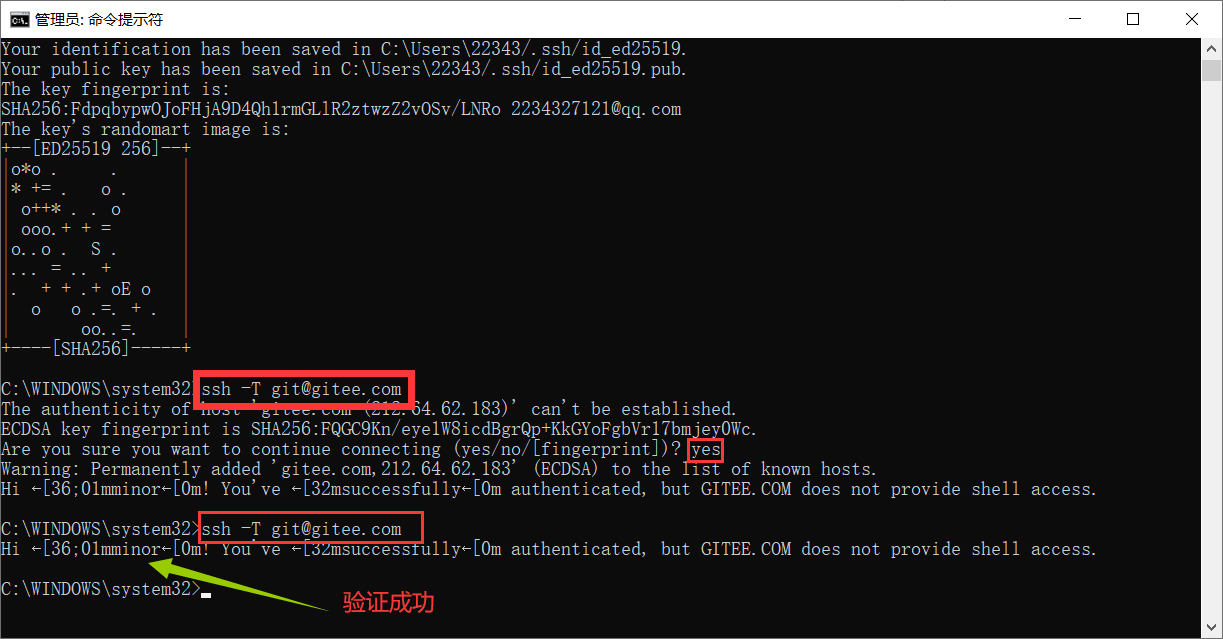 管理员: 命令提示符
Your identification has been saved in C:\Users\22343/.ssh/id_ed25519.
Your public key has been saved in C:\Users\22343/.ssh/id_ed25519.pub.
The key fingerprint is:
SHA256:FdpqbypwOJoFHjA9D4Qh1rmGLlR2ztwzZ2vOSv/LNRo 2234327121@qq.com
The key's randomart image is:
+--[ED25519 256]--+
|o*o .     .      |
|* += .   o .     |
| o++* . . o      |
| ooo.+ + =       |
|o..o .  S .      |
|... = .. +       |
|.  + + .+ oE o   |
|  o   o .=. + .  |
|       oo..=.    |
+----[SHA256]-----+
C:\WINDOWS\system32>ssh -T git@gitee.com
The authenticity of host 'gitee.com (212.64.62.183)' can't be established.
ECDSA key fingerprint is SHA256:FQGC9Kn/eye1W8icdBgrQp+KkGYoFgbVr17bmjey0Wc.
Are you sure you want to continue connecting (yes/no/[fingerprint])? yes
Warning: Permanently added 'gitee.com,212.64.62.183' (ECDSA) to the list of known hosts.
Hi ←[36;01mminor←[0m! You've ←[32msuccessfully←[0m authenticated, but GITEE.COM does not provide shell access.
C:\WINDOWS\system32>ssh -T git@gitee.com
Hi ←[36;01mminor←[0m! You've ←[32msuccessfully←[0m authenticated, but GITEE.COM does not provide shell access.
C:\WINDOWS\system32>
验证成功